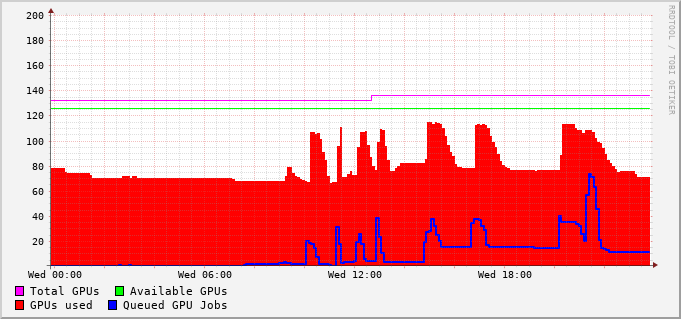 200
180
160
140
120
100
80
60
40
20
Wed 00:00 Wed 06:00 Wed 12:00 Wed 18:00
Total GPUs Available GPUs
GPUs used Queued GPU Jobs
RRDTOOL / TOBI OETIKER